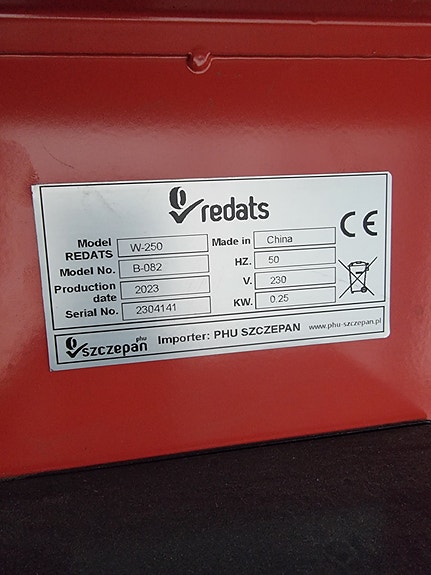 redats
CE
Model REDATS W-250
Model No. B-082
Production date 2023
Serial No. 2304141
Made in China
HZ. 50
V. 230
KW. 0.25
phu
szczepan
Importer: PHU SZCZEPAN
www.phu-szczepan.pl